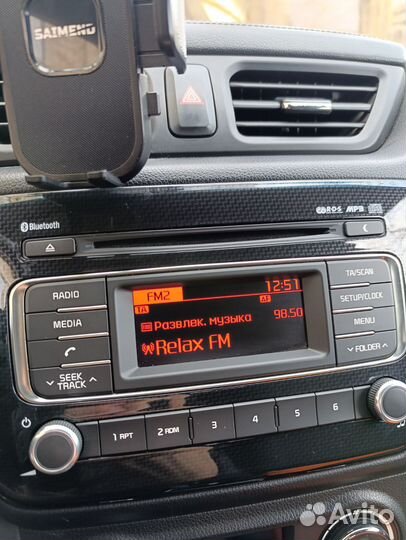 SAIMEND
Bluetooth
RDS MP3
RADIO
MEDIA
SEEK
TRACK
FM2
12:51
TA
AF
Развлек. музыка
98.50
Relax FM
TA/SCAN
SETUP/CLOCK
MENU
FOLDER
1 RPT
2 RDM
3
4
5
6
Avito